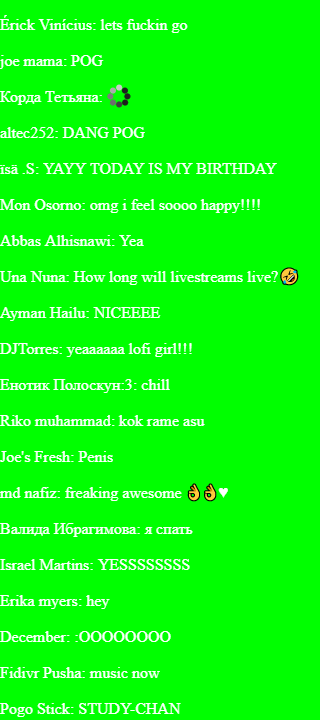 Érick Vinícius: lets fuckin go
joe mama: POG
Корда Тетьяна:
altec252: DANG POG
ïsä .S: YAYY TODAY IS MY BIRTHDAY
Mon Osorno: omg i feel soooo happy!!!!
Abbas Alhisnawi: Yea
Una Nuna: How long will livestreams live?🤣
Ayman Hailu: NICEEEE
DJTorres: yeaaaaaa lofi girl!!!
Енотик Полоскун:3: chill
Riko muhammad: kok rame asu
Joe's Fresh: Penis
md nafiz: freaking awesome 👌👌♥
Валида Ибрагимова: я спать
Israel Martins: YESSSSSSSS
Erika myers: hey
December: :OOOOOOOO
Fidivr Pusha: music now
Pogo Stick: STUDY-CHAN